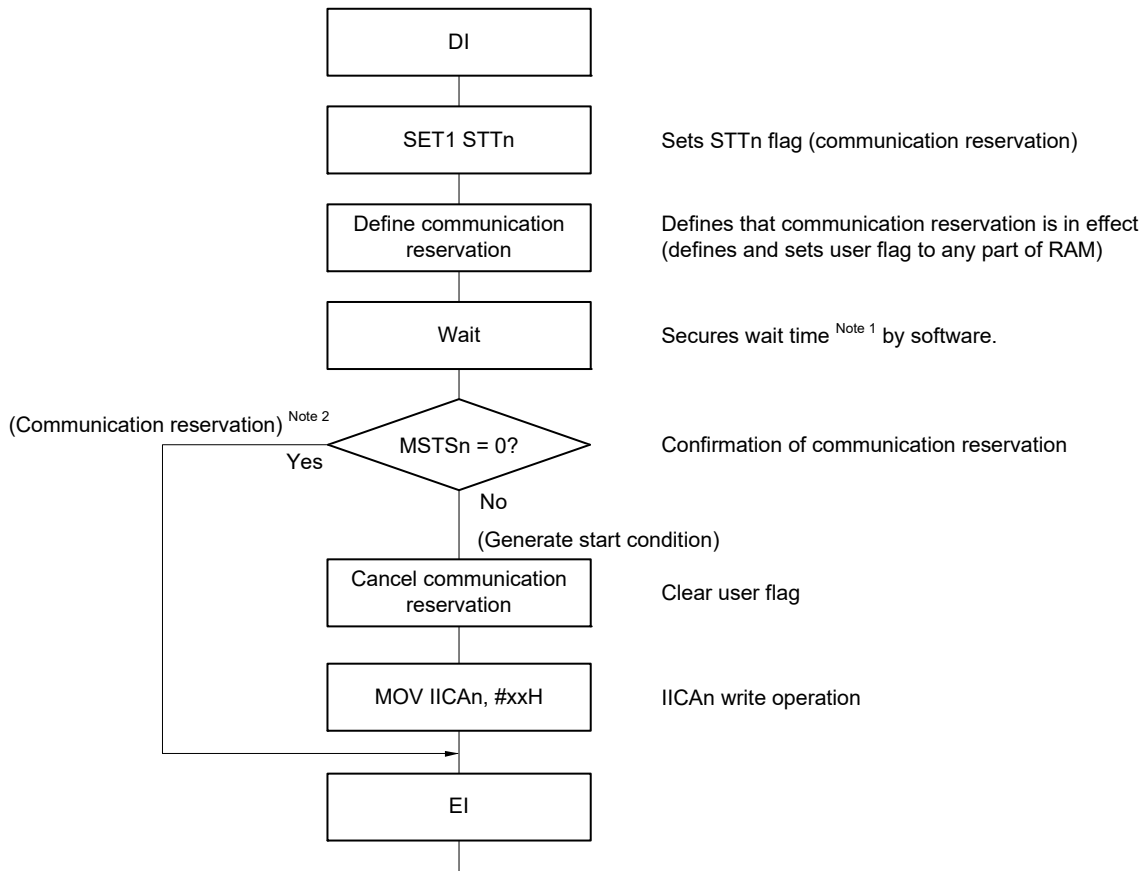 DI
SET1 STTn
Sets STTn flag (communication reservation)
Define communication
reservation
Defines that communication reservation is in effect
(defines and sets user flag to any part of RAM)
Wait
Secures wait time Note 1 by software.
(Communication reservation) Note 2
Yes
MSTSn = 0?
Confirmation of communication reservation
No
(Generate start condition)
Cancel communication
reservation
Clear user flag
MOV IICAn, #xxH
IICAn write operation
EI